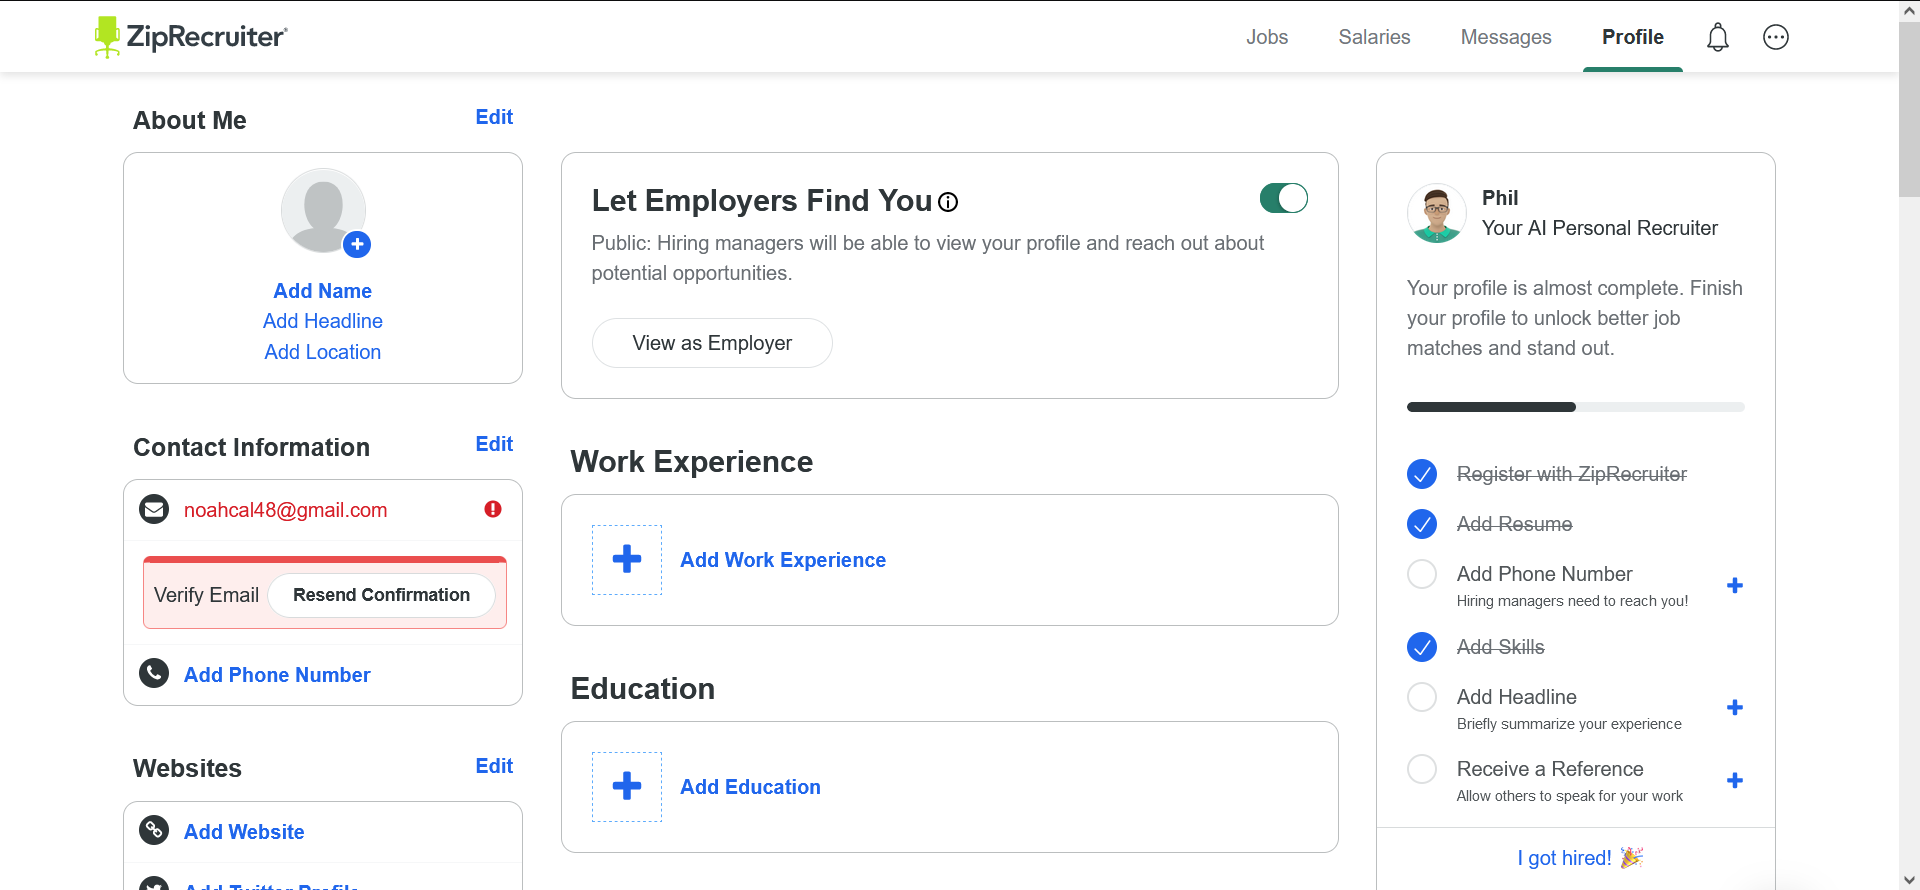 ZipRecruiter
Jobs
Salaries
Messages
Profile
About Me
Edit
Add Name
Add Headline
Add Location
Contact Information
Edit
noahcal48@gmail.com
Verify Email
Resend Confirmation
Add Phone Number
Websites
Edit
Add Website
Add Twitter Profile
Let Employers Find You
Public: Hiring managers will be able to view your profile and reach out about
potential opportunities.
View as Employer
Work Experience
Add Work Experience
Education
Add Education
Phil
Your AI Personal Recruiter
Your profile is almost complete. Finish
your profile to unlock better job
matches and stand out.
Register with ZipRecruiter
Add Resume
Add Phone Number
Hiring managers need to reach you!
Add Skills
Add Headline
Briefly summarize your experience
Receive a Reference
Allow others to speak for your work
I got hired! 🎉